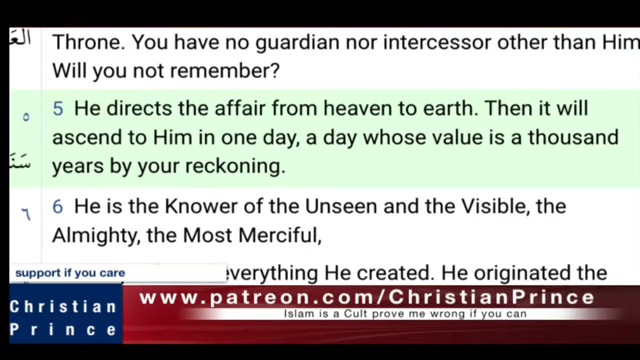 العَ
Throne. You have no guardian nor intercessor other than Him
Will you not remember?
٥
5 He directs the affair from heaven to earth. Then it will
ascend to Him in one day, a day whose value is a thousand
سَنَ
years by your reckoning.
٦
6 He is the Knower of the Unseen and the Visible, the
Almighty, the Most Merciful,
support if you care
everything He created. He originated the
Christian
Prince
www.patreon.com/ChristianPrince
Islam is a Cult prove me wrong if you can